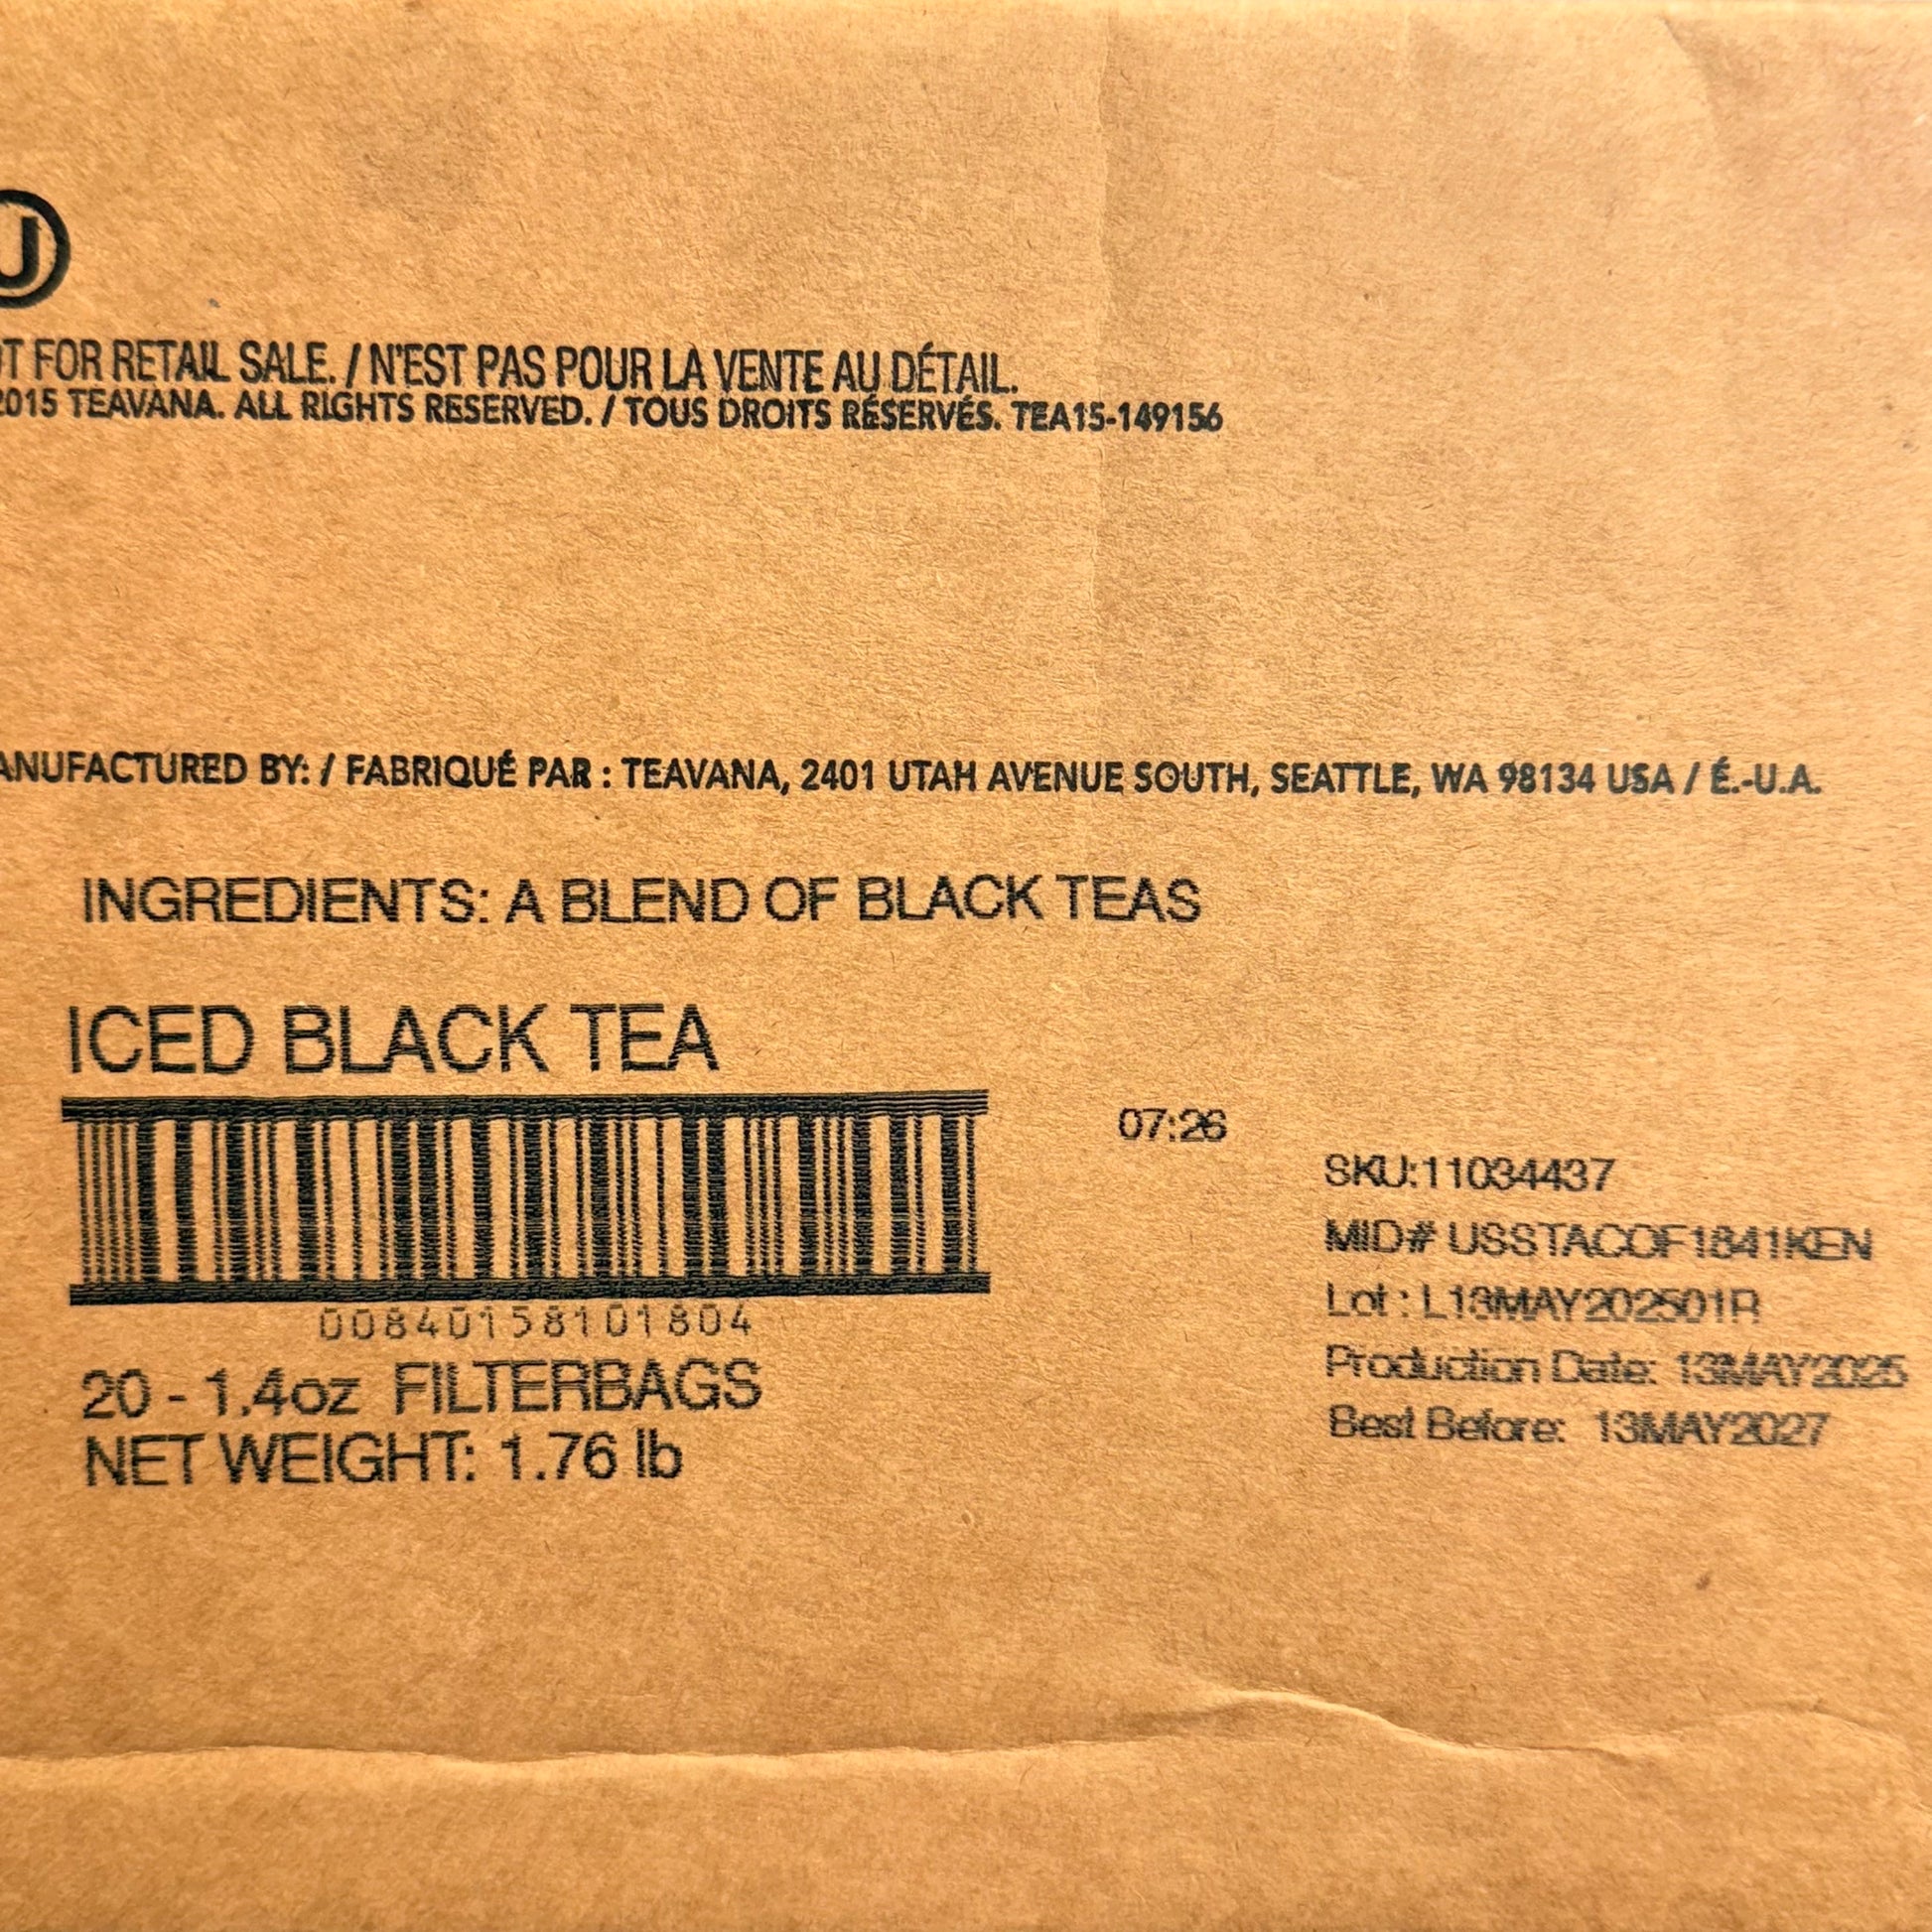 U
OT FOR RETAIL SALE. / N'EST PAS POUR LA VENTE AU DÉTAIL.
2015 TEAVANA. ALL RIGHTS RESERVED. / TOUS DROITS RÉSERVÉS. TEA15-149156
ANUFACTURED BY: / FABRIQUÉ PAR : TEAVANA, 2401 UTAH AVENUE SOUTH, SEATTLE, WA 98134 USA / É.-U.A.
INGREDIENTS: A BLEND OF BLACK TEAS
ICED BLACK TEA
00840158101804
20 - 1.4oz FILTERBAGS
NET WEIGHT: 1.76 lb
07:26
SKU:11034437
MID# USSTACOF1841KEN
Lot : L13MAY202501R
Production Date: 13MAY2025
Best Before: 13MAY2027